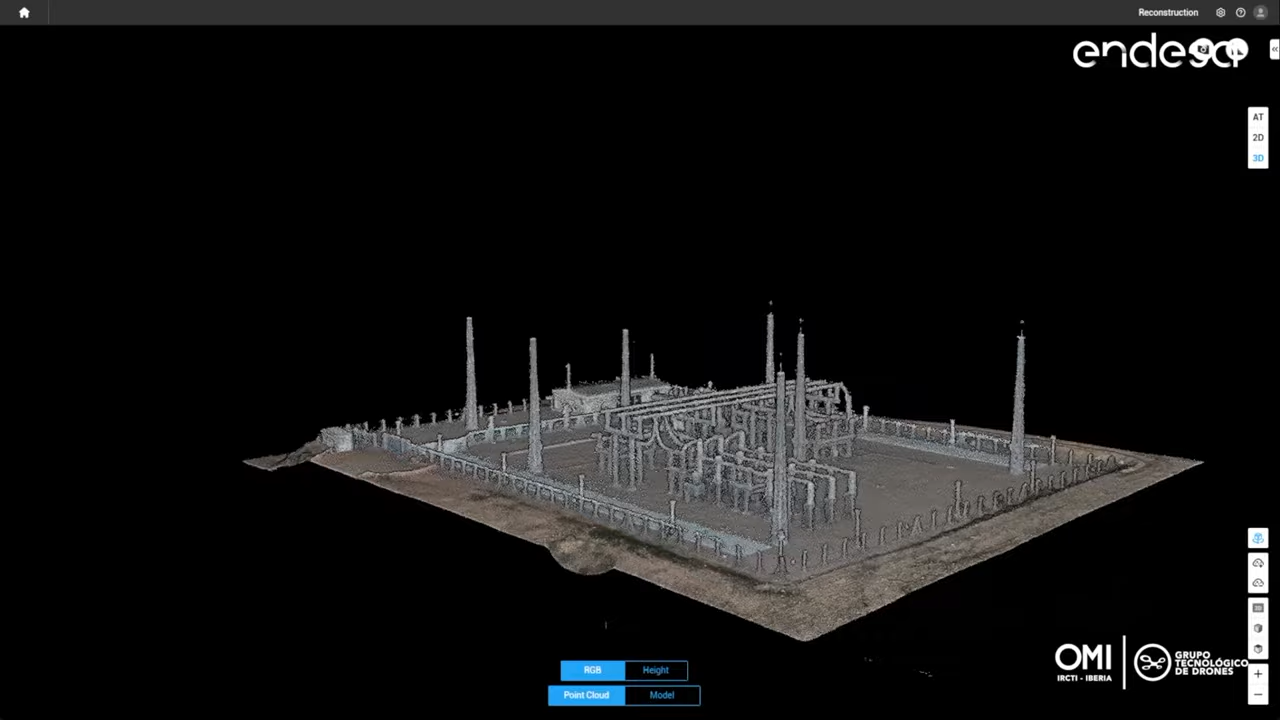 Reconstruction
endesa
AT
2D
3D
RGB
Height
Point Cloud
Model
OMI
IRCTI - IBERIA
GRUPO
TECNOLÓGICO
DE DRONES